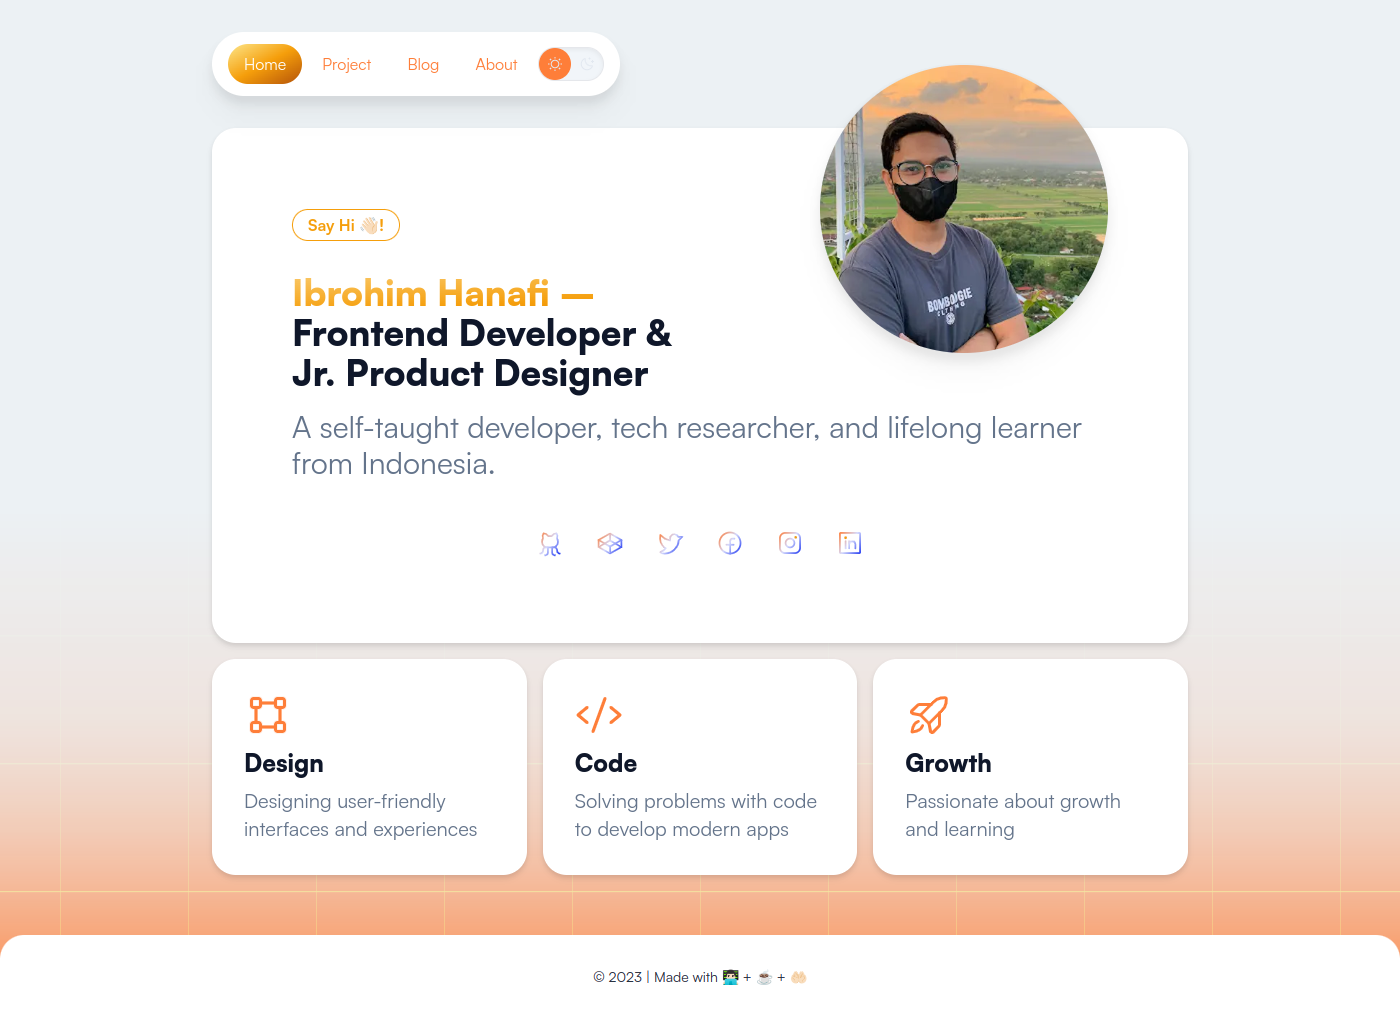 Home Project Blog About
Say Hi 👋🏻!
Ibrohim Hanafi —
Frontend Developer &
Jr. Product Designer
A self-taught developer, tech researcher, and lifelong learner
from Indonesia.
BOMBOOGIE
in
Design
Designing user-friendly
interfaces and experiences
Code
Solving problems with code
to develop modern apps
Growth
Passionate about growth
and learning
© 2023 | Made with 👨🏻‍💻 + ☕ + 🤲🏻